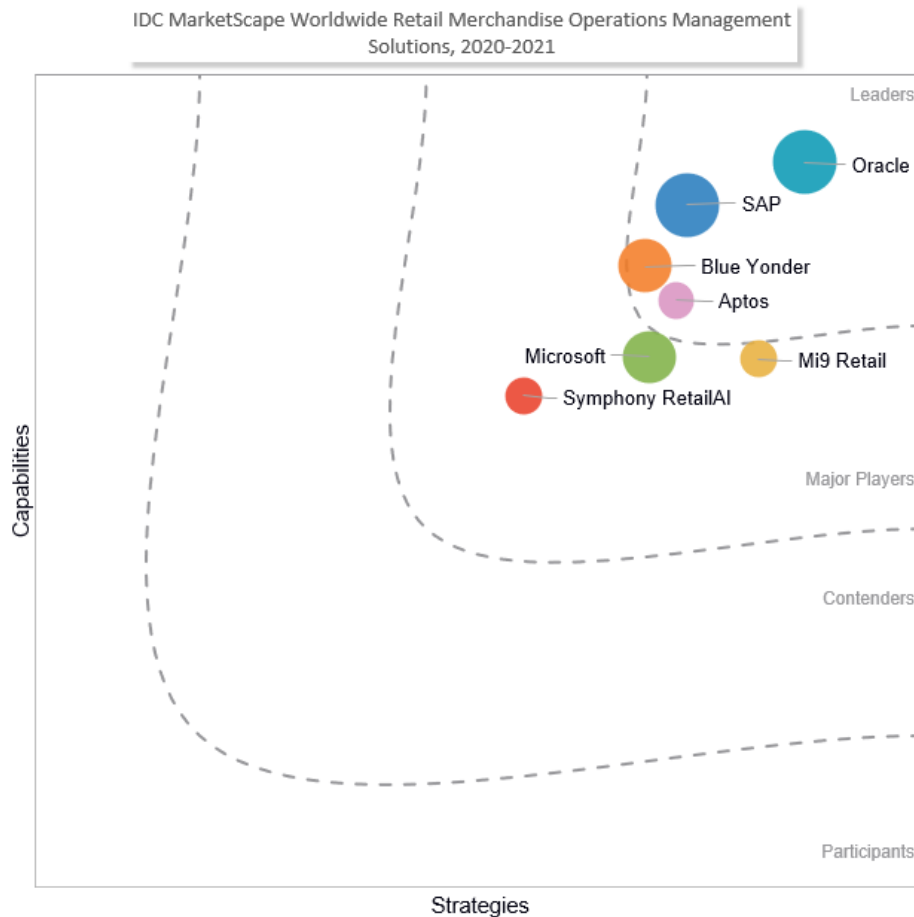 IDC MarketScape Worldwide Retail Merchandise Operations Management
Solutions, 2020-2021
Leaders
Oracle
SAP
Blue Yonder
Aptos
Microsoft
Mi9 Retail
Symphony RetailAI
Major Players
Capabilities
Contenders
Participants
Strategies